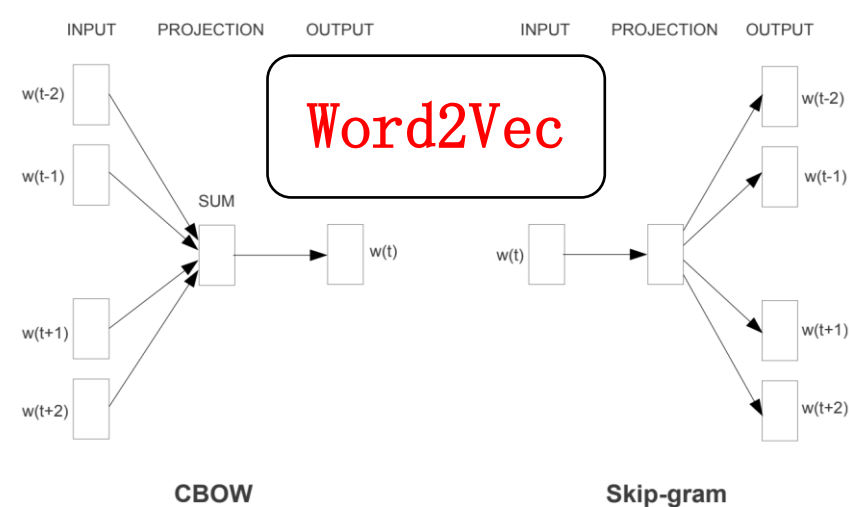 INPUT PROJECTION OUTPUT INPUT PROJECTION OUTPUT
Word2Vec
w(t-2)
w(t-1)
SUM
w(t)
w(t+1)
w(t+2)
CBOW
w(t)
w(t-2)
w(t-1)
w(t+1)
w(t+2)
Skip-gram